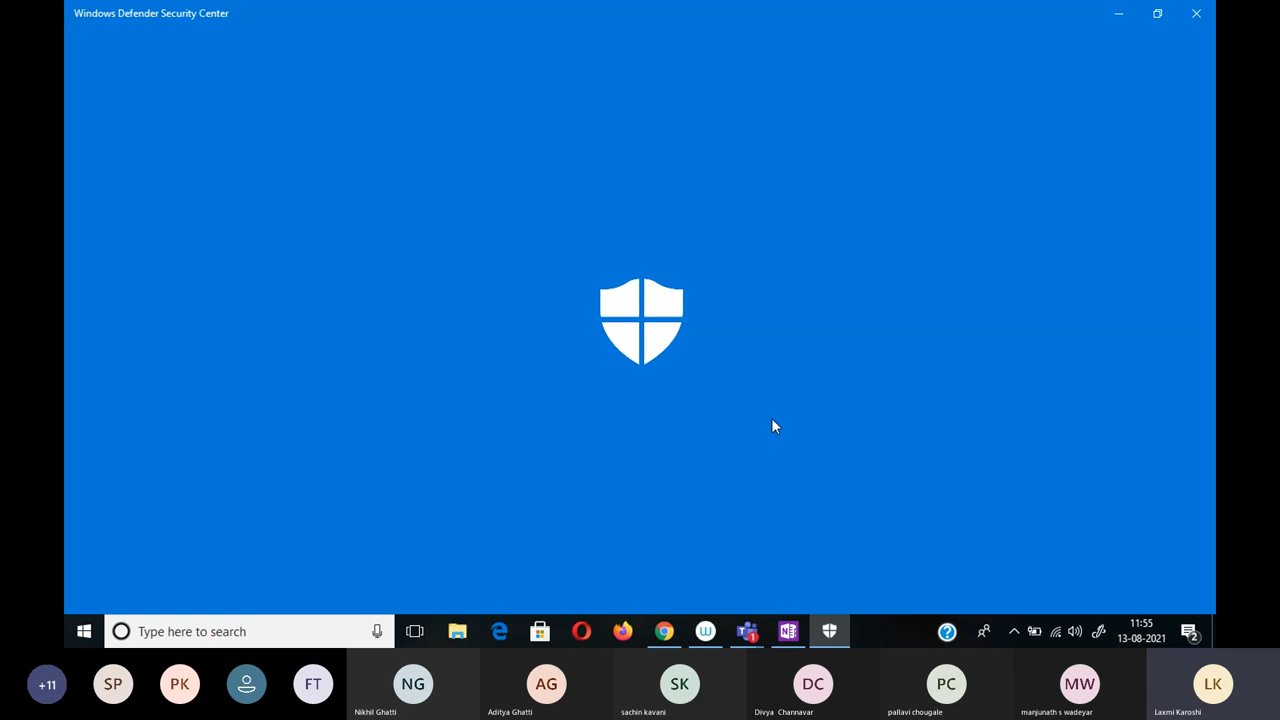 Windows Defender Security Center
Type here to search
1
11:55
13-08-2021
2
+11
SP
PK
FT
NG
AG
SK
DC
PC
MW
LK
Nikhil Ghatti
Aditya Ghatti
sachin kavani
Divya Channavar
pallavi chougale
manjunath s wadeyar
Laxmi Karoshi